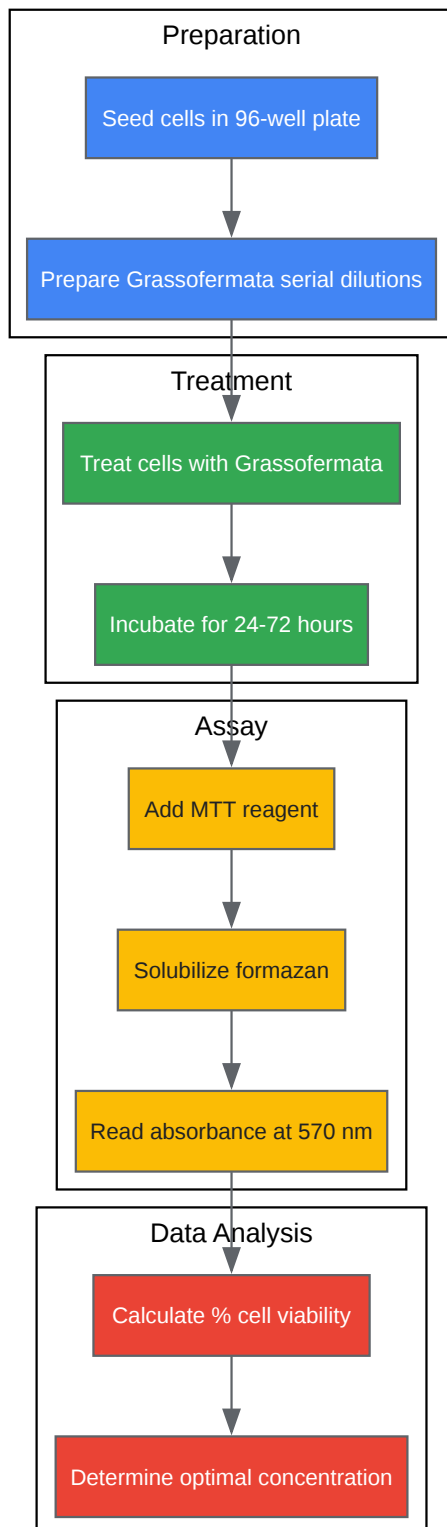 Preparation
Seed cells in 96-well plate
Prepare Grassofermata serial dilutions
Treatment
Treat cells with Grassofermata
Incubate for 24-72 hours
Assay
Add MTT reagent
Solubilize formazan
Read absorbance at 570 nm
Data Analysis
Calculate % cell viability
Determine optimal concentration